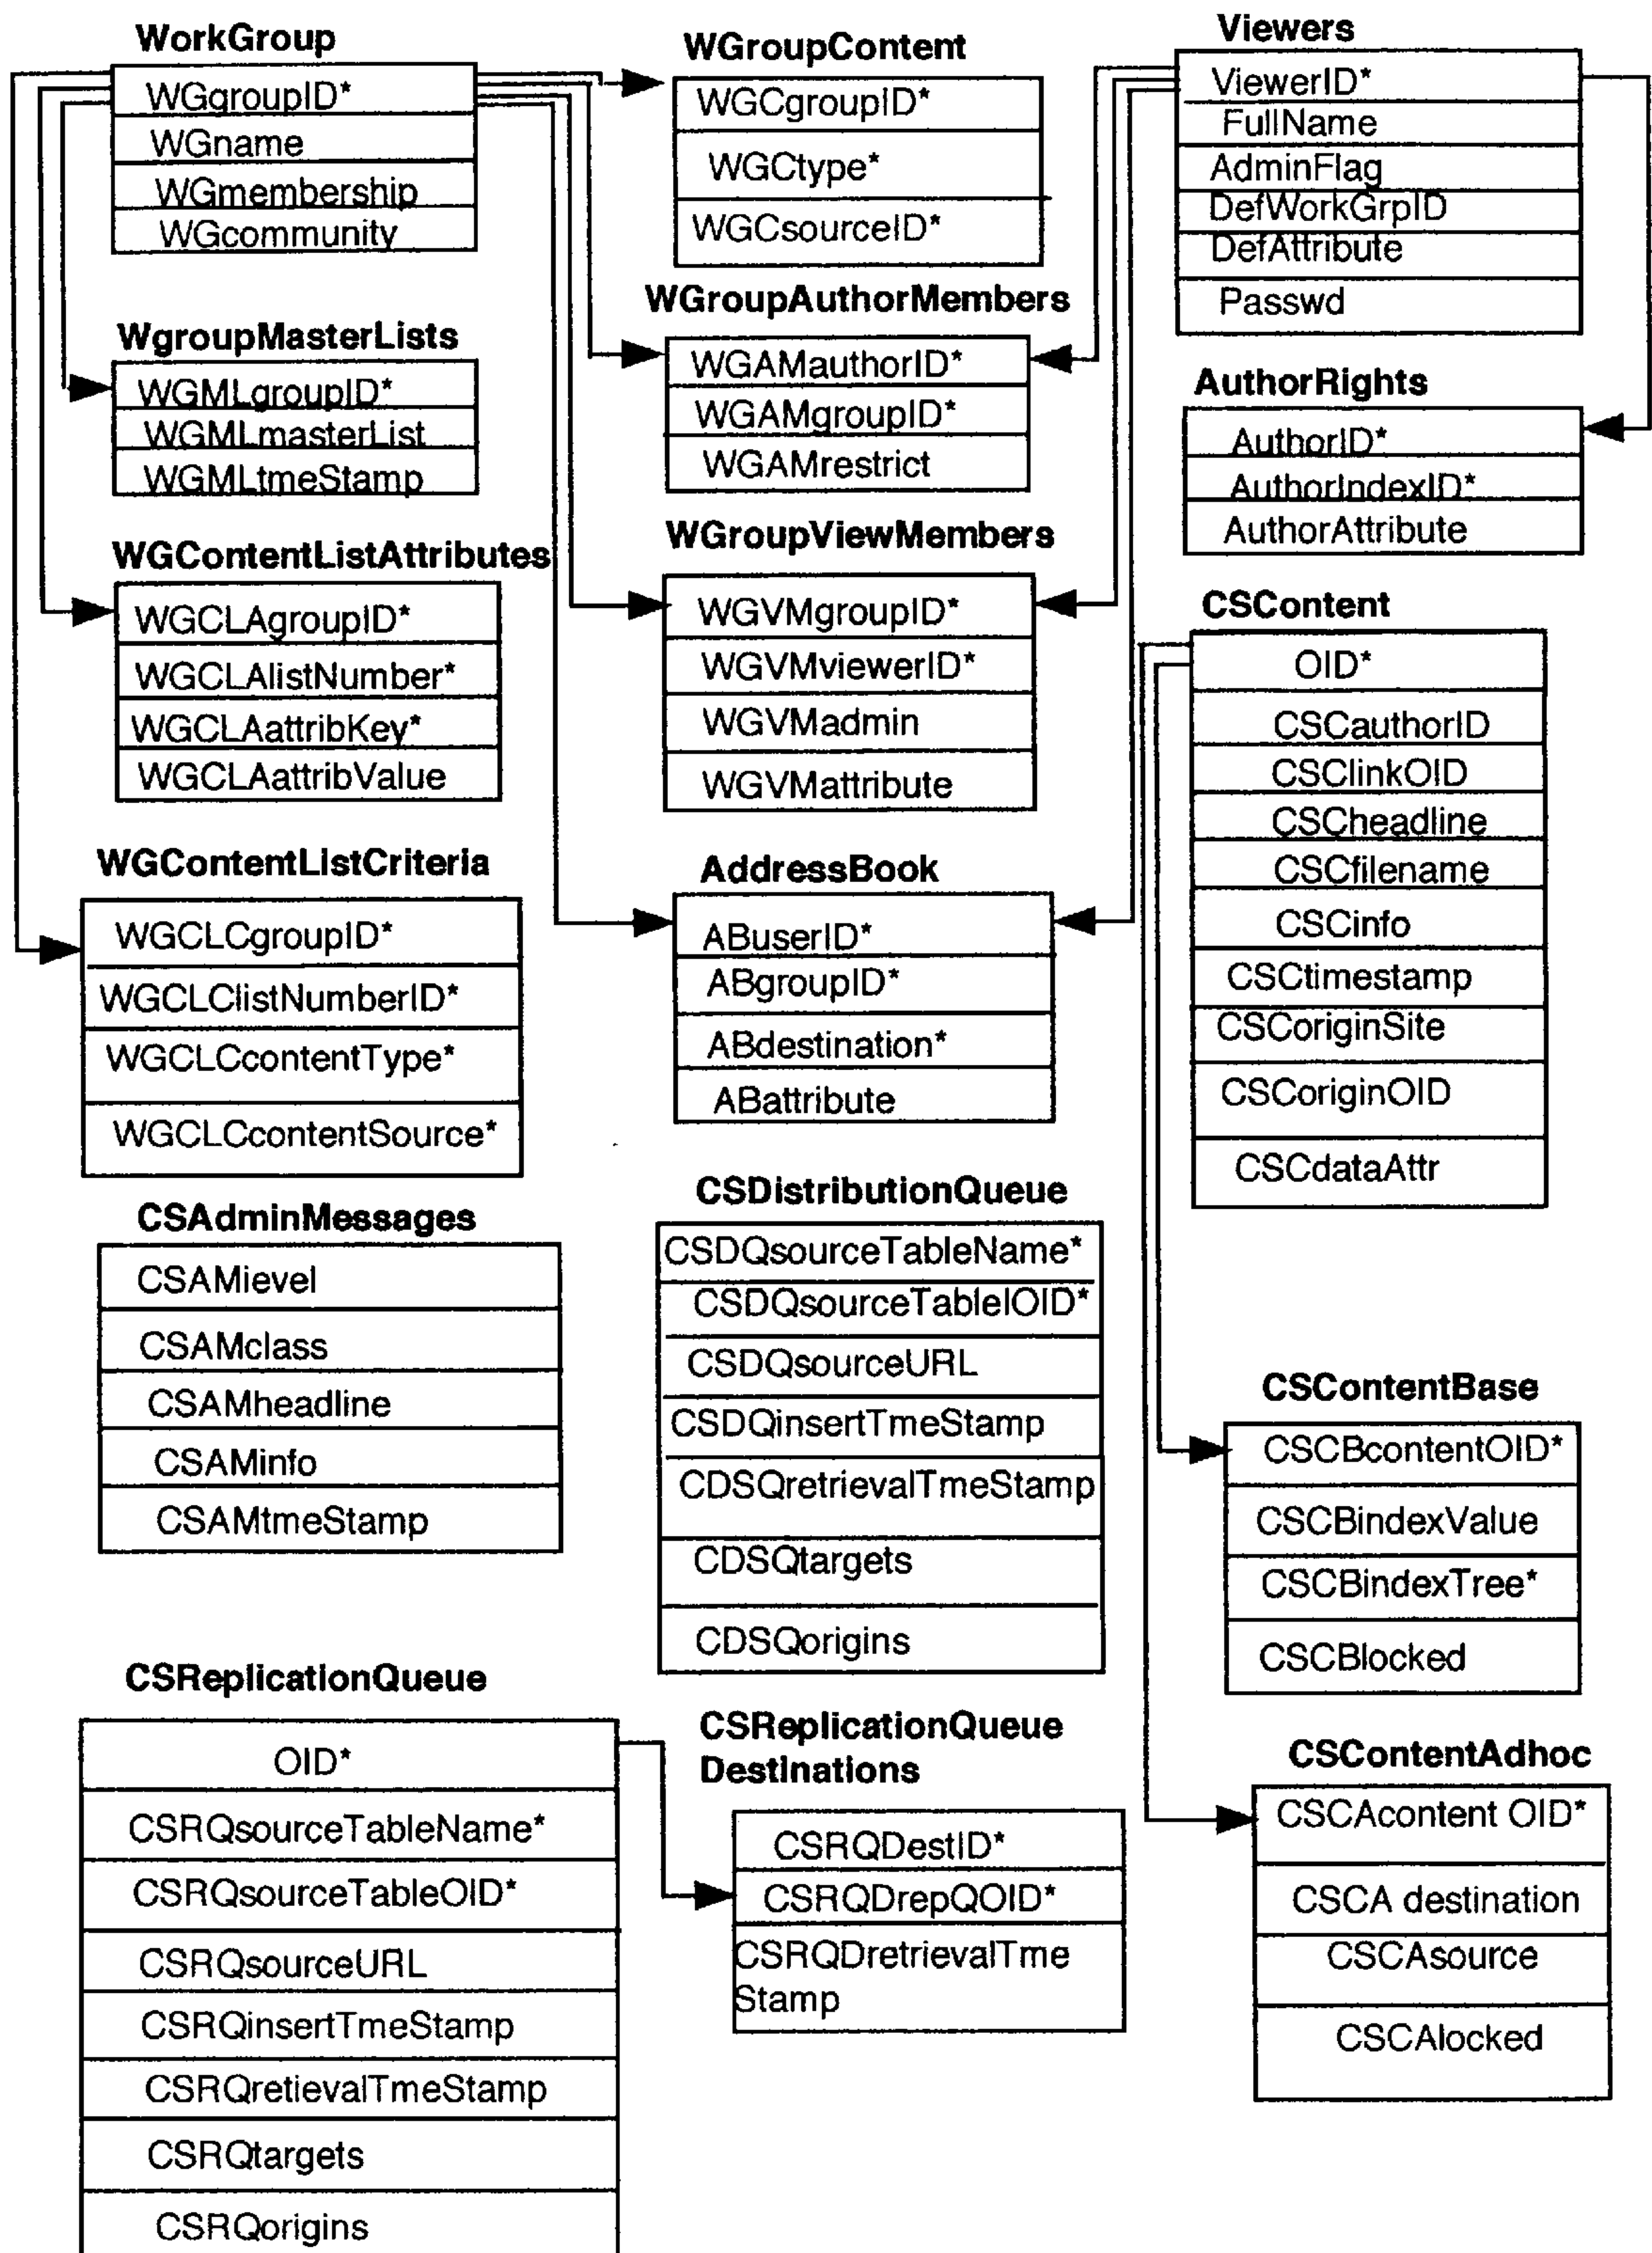 WorkGroup
WGgroupID*
WGname
WGmembership
WGcommunity
WgroupMasterLists
WGMLgroupID*
WGMLmasterList
WGMLtmeStamp
WGContentListAttributes
WGCLAgroupID*
WGCLAlistNumber*
WGCLAattribKey*
WGCLAattribValue
WGContentListCriteria
WGCLCgroupID*
WGCLClistNumberID*
WGCLCcontentType*
WGCLCcontentSource*
CSAdminMessages
CSAMievel
CSAMclass
CSAMheadline
CSAMinfo
CSAMtmeStamp
CSReplicationQueue
OID*
CSRQsourceTableName*
CSRQsourceTableOID*
CSRQsourceURL
CSRQinsertTmeStamp
CSRQretievalTmeStamp
CSRQtargets
CSRQorigins
WGroupContent
WGCgroupID*
WGCtype*
WGCsourceID*
WGroupAuthorMembers
WGAMauthorID*
WGAMgroupID*
WGAMrestrict
WGroupViewMembers
WGVMgroupID*
WGVMviewerID*
WGVMadmin
WGVMattribute
AddressBook
ABuserID*
ABgroupID*
ABdestination*
ABattribute
CSDistributionQueue
CSDQsourceTableName*
CSDQsourceTableIOID*
CSDQsourceURL
CSDQinsertTmeStamp
CDSQretrievalTmeStamp
CDSQtargets
CDSQorigins
CSReplicationQueue
Destinations
CSRQDestID*
CSRQDrepQOID*
CSRQDretrievalTme
Stamp
Viewers
ViewerID*
FullName
AdminFlag
DefWorkGrpID
DefAttribute
Passwd
AuthorRights
AuthorID*
AuthorIndexID*
AuthorAttribute
CSContent
OID*
CSCauthorID
CSClinkOID
CSCheadline
CSCfilename
CSCinfo
CSCtimestamp
CSCoriginSite
CSCoriginOID
CSCdataAttr
CSContentBase
CSCBcontentOID*
CSCBindexValue
CSCBindexTree*
CSCBlocked
CSContentAdhoc
CSCAcontent OID*
CSCA destination
CSCAsource
CSCAlocked